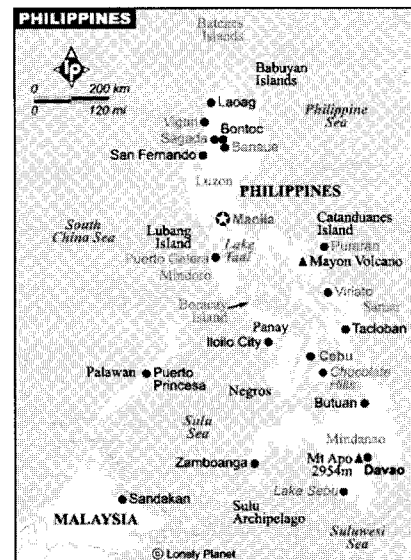 PHILIPPINES
Batanes
Islands
lp
0 200 km
0 120 mi
Babuyan
Islands
Laoag
Philippine
Sea
Vigan
Bontoc
Sagada
Banaue
San Fernando
Luzon
PHILIPPINES
South
China Sea
Manila
Catanduanes
Island
Lubang
Island
Lake
Taal
Puraran
Puerto Galera
Mayon Volcano
Mindoro
Viriato
Samar
Boracay
Island
Panay
Tacloban
Iloilo City
Cebu
Palawan
Puerto
Princesa
Chocolate
Hills
Negros
Butuan
Sulu
Sea
Mindanao
Mt Apo
2954m
Davao
Zamboanga
Lake Sebu
Sandakan
Sulu
Archipelago
MALAYSIA
Suluwesi
Sea
© Lonely Planet